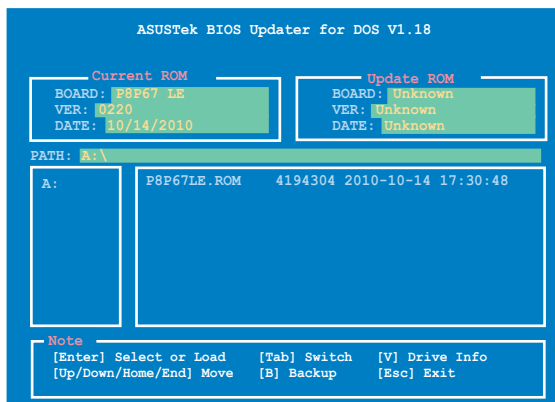 ASUSTek BIOS Updater for DOS V1.18
Current ROM
BOARD: P8P67 LE
VER: 0220
DATE: 10/14/2010
Update ROM
BOARD: Unknown
VER: Unknown
DATE: Unknown
PATH: A:\
A:
P8P67LE.ROM 4194304 2010-10-14 17:30:48
Note
[Enter] Select or Load [Tab] Switch [V] Drive Info
[Up/Down/Home/End] Move [B] Backup [Esc] Exit